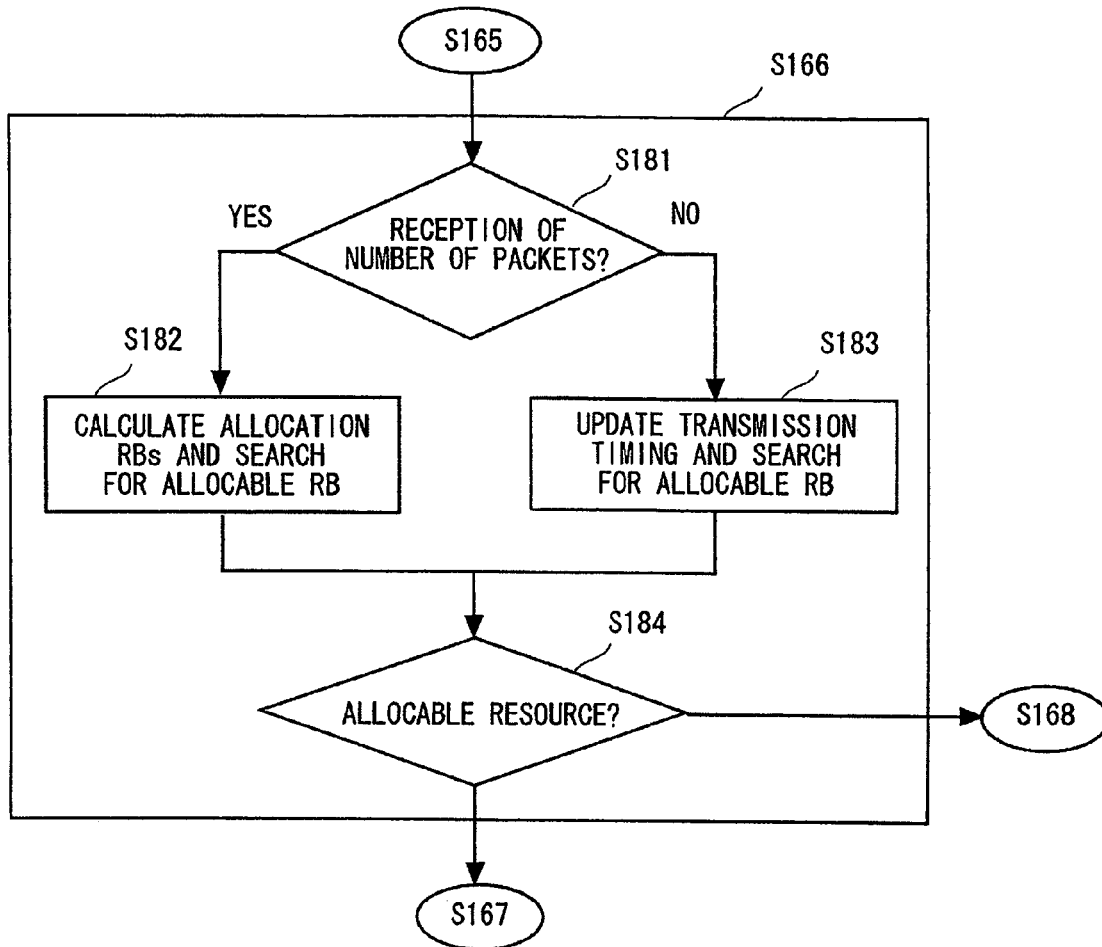 S165
S166
S181
YES
NO
RECEPTION OF
NUMBER OF PACKETS?
S182
S183
CALCULATE ALLOCATION
RBs AND SEARCH
FOR ALLOCABLE RB
UPDATE TRANSMISSION
TIMING AND SEARCH
FOR ALLOCABLE RB
S184
ALLOCABLE RESOURCE?
S168
S167